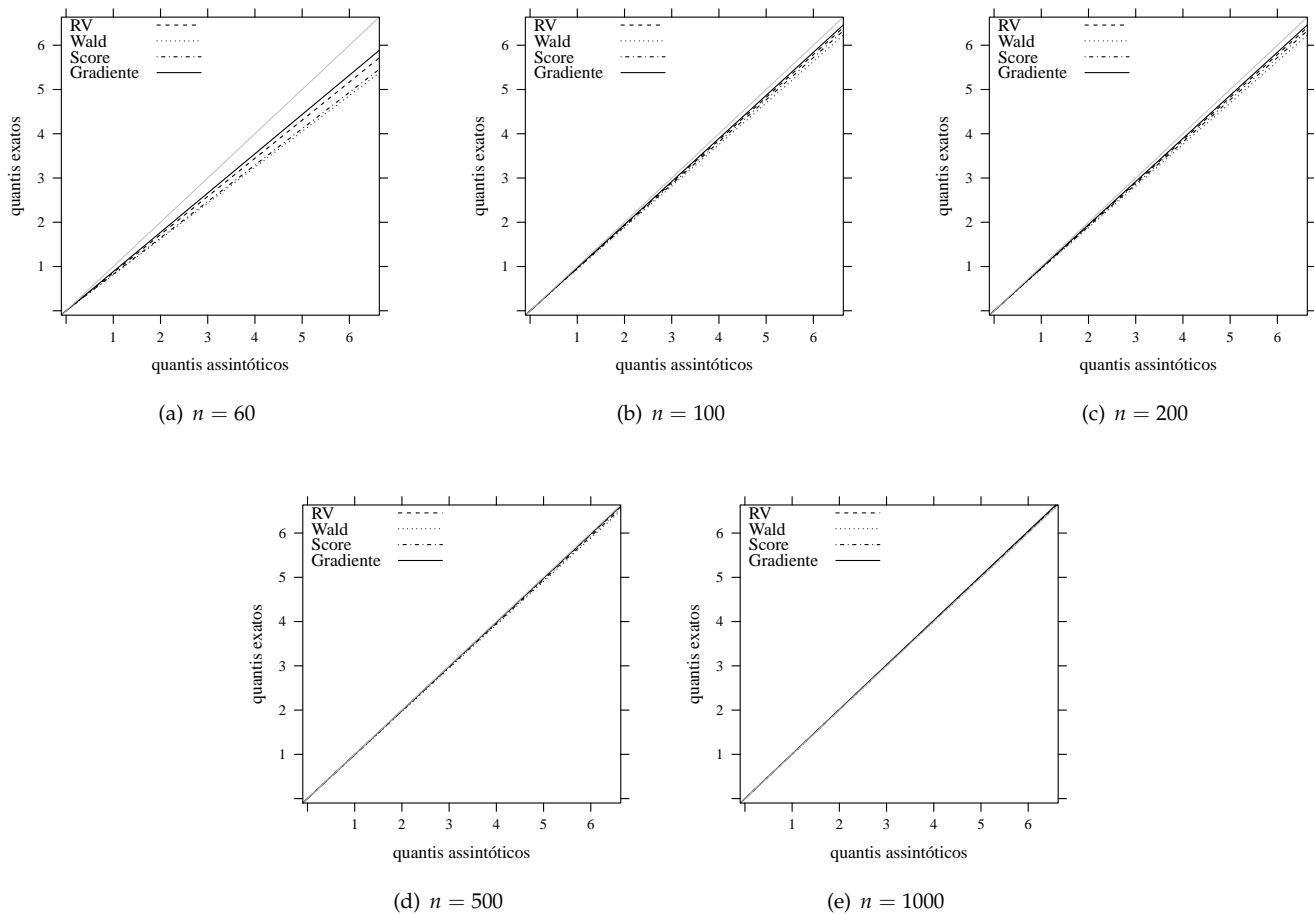 RV
Wald
Score
Gradiente
6
5
4
3
2
1
quantis exatos
1 2 3 4 5 6
quantis assintóticos
(a) n = 60
RV
Wald
Score
Gradiente
6
5
4
3
2
1
quantis exatos
1 2 3 4 5 6
quantis assintóticos
(b) n = 100
RV
Wald
Score
Gradiente
6
5
4
3
2
1
quantis exatos
1 2 3 4 5 6
quantis assintóticos
(c) n = 200
RV
Wald
Score
Gradiente
6
5
4
3
2
1
quantis exatos
1 2 3 4 5 6
quantis assintóticos
(d) n = 500
RV
Wald
Score
Gradiente
6
5
4
3
2
1
quantis exatos
1 2 3 4 5 6
quantis assintóticos
(e) n = 1000